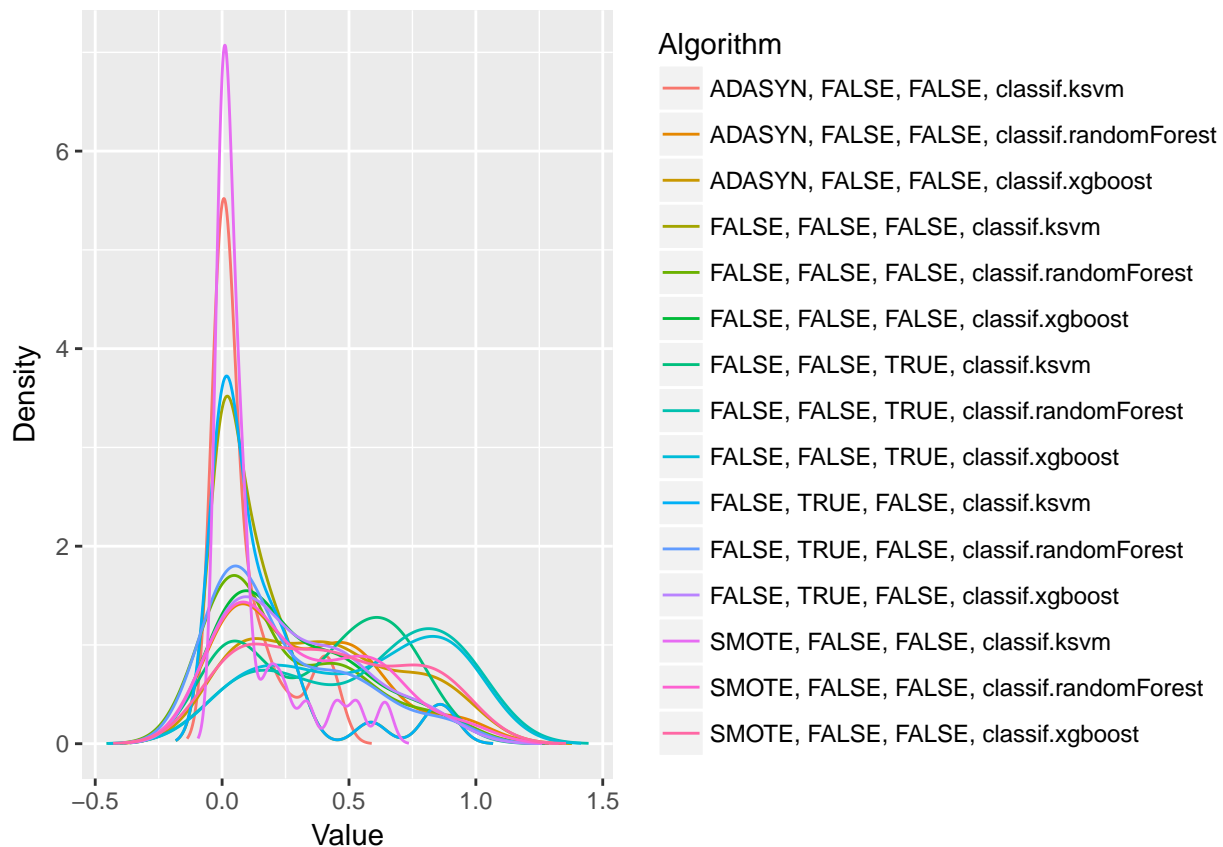 Algorithm
ADASYN, FALSE, FALSE, classif.ksvm
ADASYN, FALSE, FALSE, classif.randomForest
ADASYN, FALSE, FALSE, classif.xgboost
FALSE, FALSE, FALSE, classif.ksvm
FALSE, FALSE, FALSE, classif.randomForest
FALSE, FALSE, FALSE, classif.xgboost
FALSE, FALSE, TRUE, classif.ksvm
FALSE, FALSE, TRUE, classif.randomForest
FALSE, FALSE, TRUE, classif.xgboost
FALSE, TRUE, FALSE, classif.ksvm
FALSE, TRUE, FALSE, classif.randomForest
FALSE, TRUE, FALSE, classif.xgboost
SMOTE, FALSE, FALSE, classif.ksvm
SMOTE, FALSE, FALSE, classif.randomForest
SMOTE, FALSE, FALSE, classif.xgboost
Density
6
4
2
0
−0.5 0.0 0.5 1.0 1.5
Value